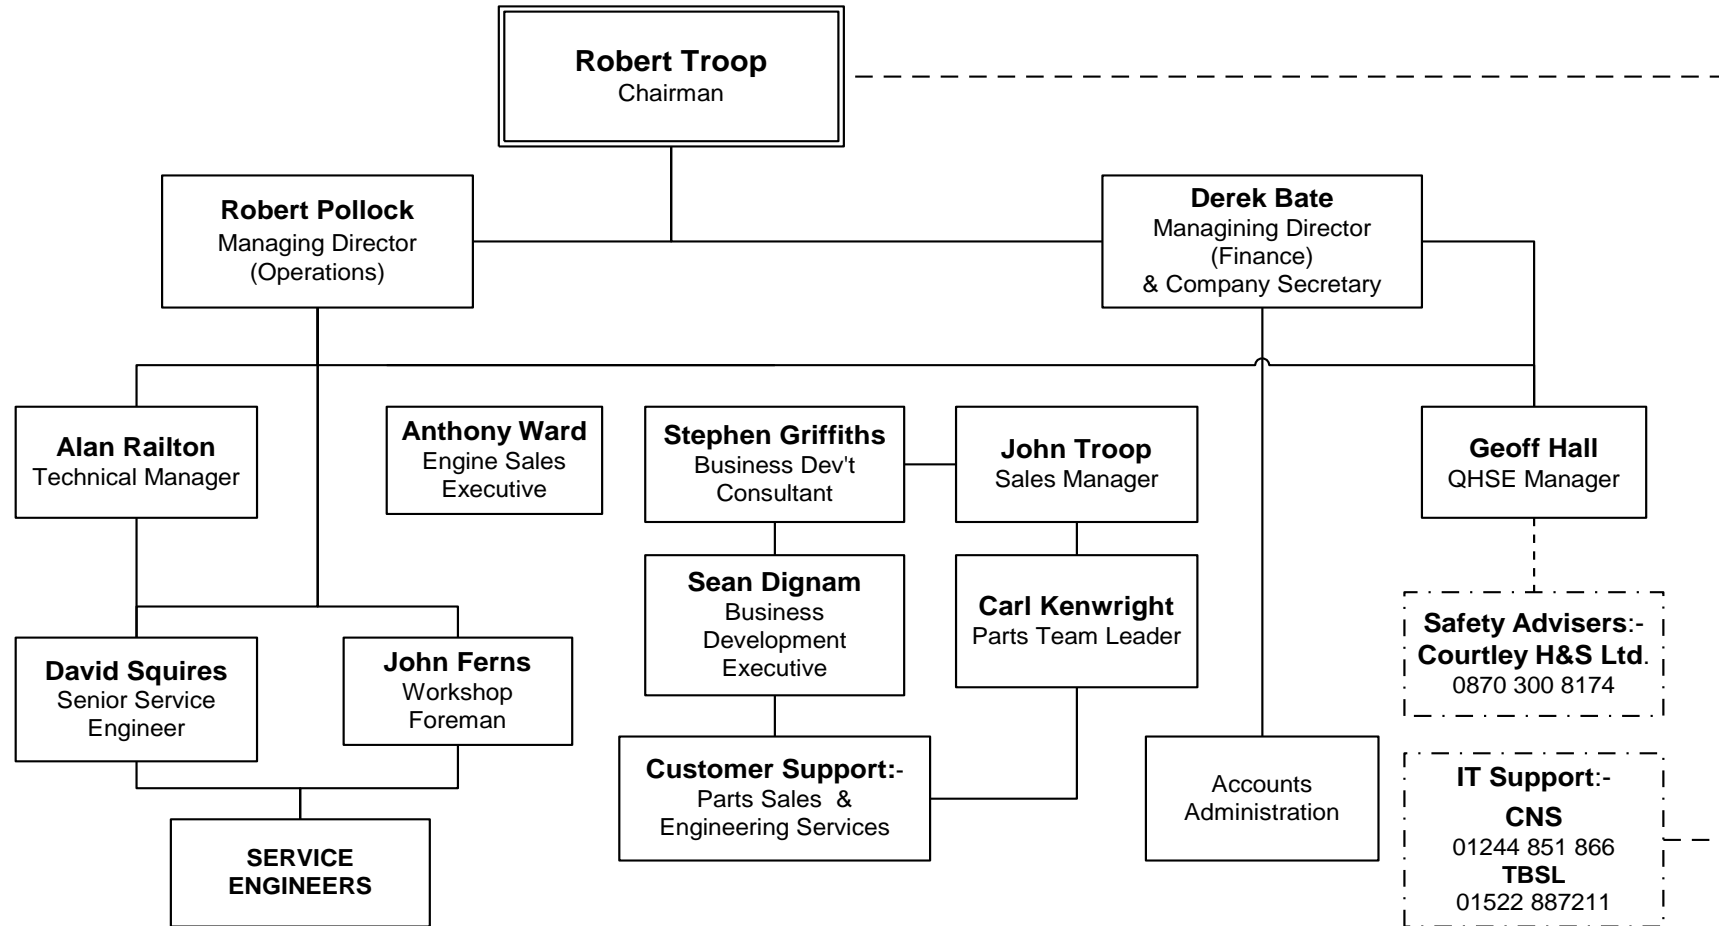 Robert Troop
Chairman
Robert Pollock
Managing Director
(Operations)
Derek Bate
Managining Director
(Finance)
& Company Secretary
Alan Railton
Technical Manager
Anthony Ward
Engine Sales
Executive
Stephen Griffiths
Business Dev't
Consultant
John Troop
Sales Manager
Geoff Hall
QHSE Manager
Sean Dignam
Business
Development
Executive
Carl Kenwright
Parts Team Leader
Safety Advisers:-
Courtley H&S Ltd.
0870 300 8174
David Squires
Senior Service
Engineer
John Ferns
Workshop
Foreman
Customer Support:-
Parts Sales &
Engineering Services
Accounts
Administration
IT Support:-
CNS
01244 851 866
TBSL
01522 887211
SERVICE
ENGINEERS